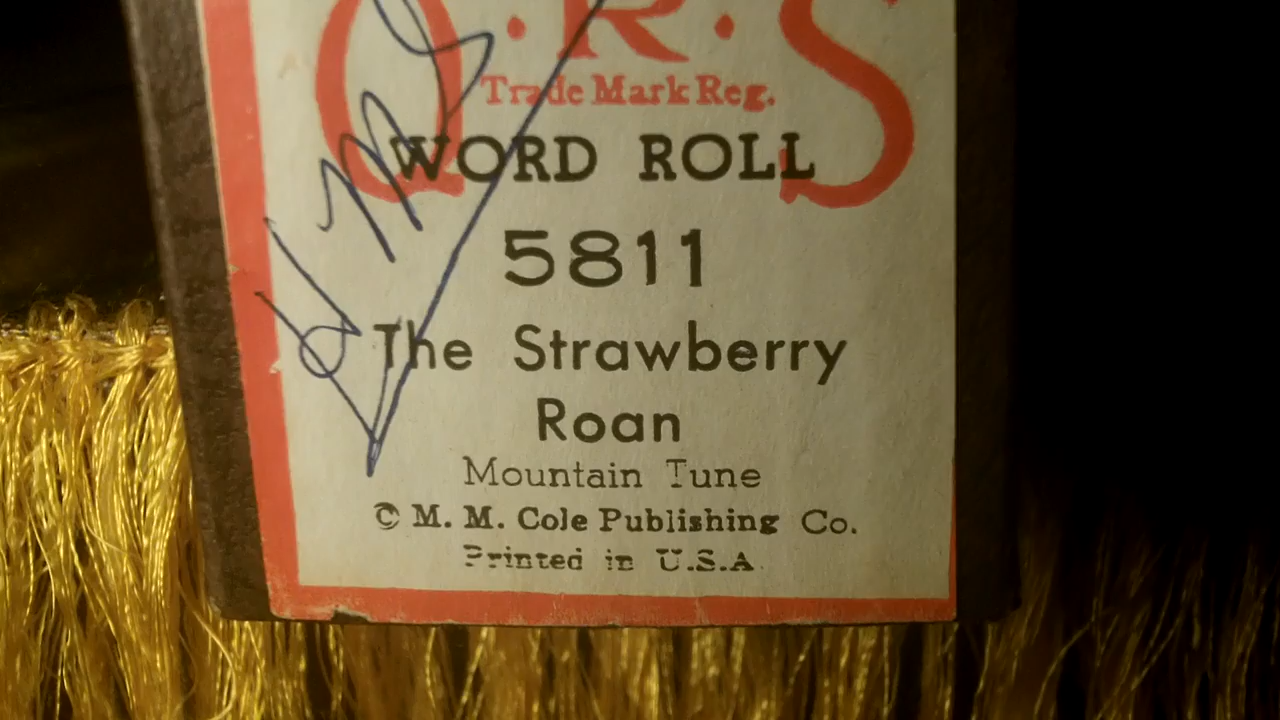 Q·R·S
Trade Mark Reg.
WORD ROLL
5811
The Strawberry
Roan
Mountain Tune
© M. M. Cole Publishing Co.
Printed in U.S.A.